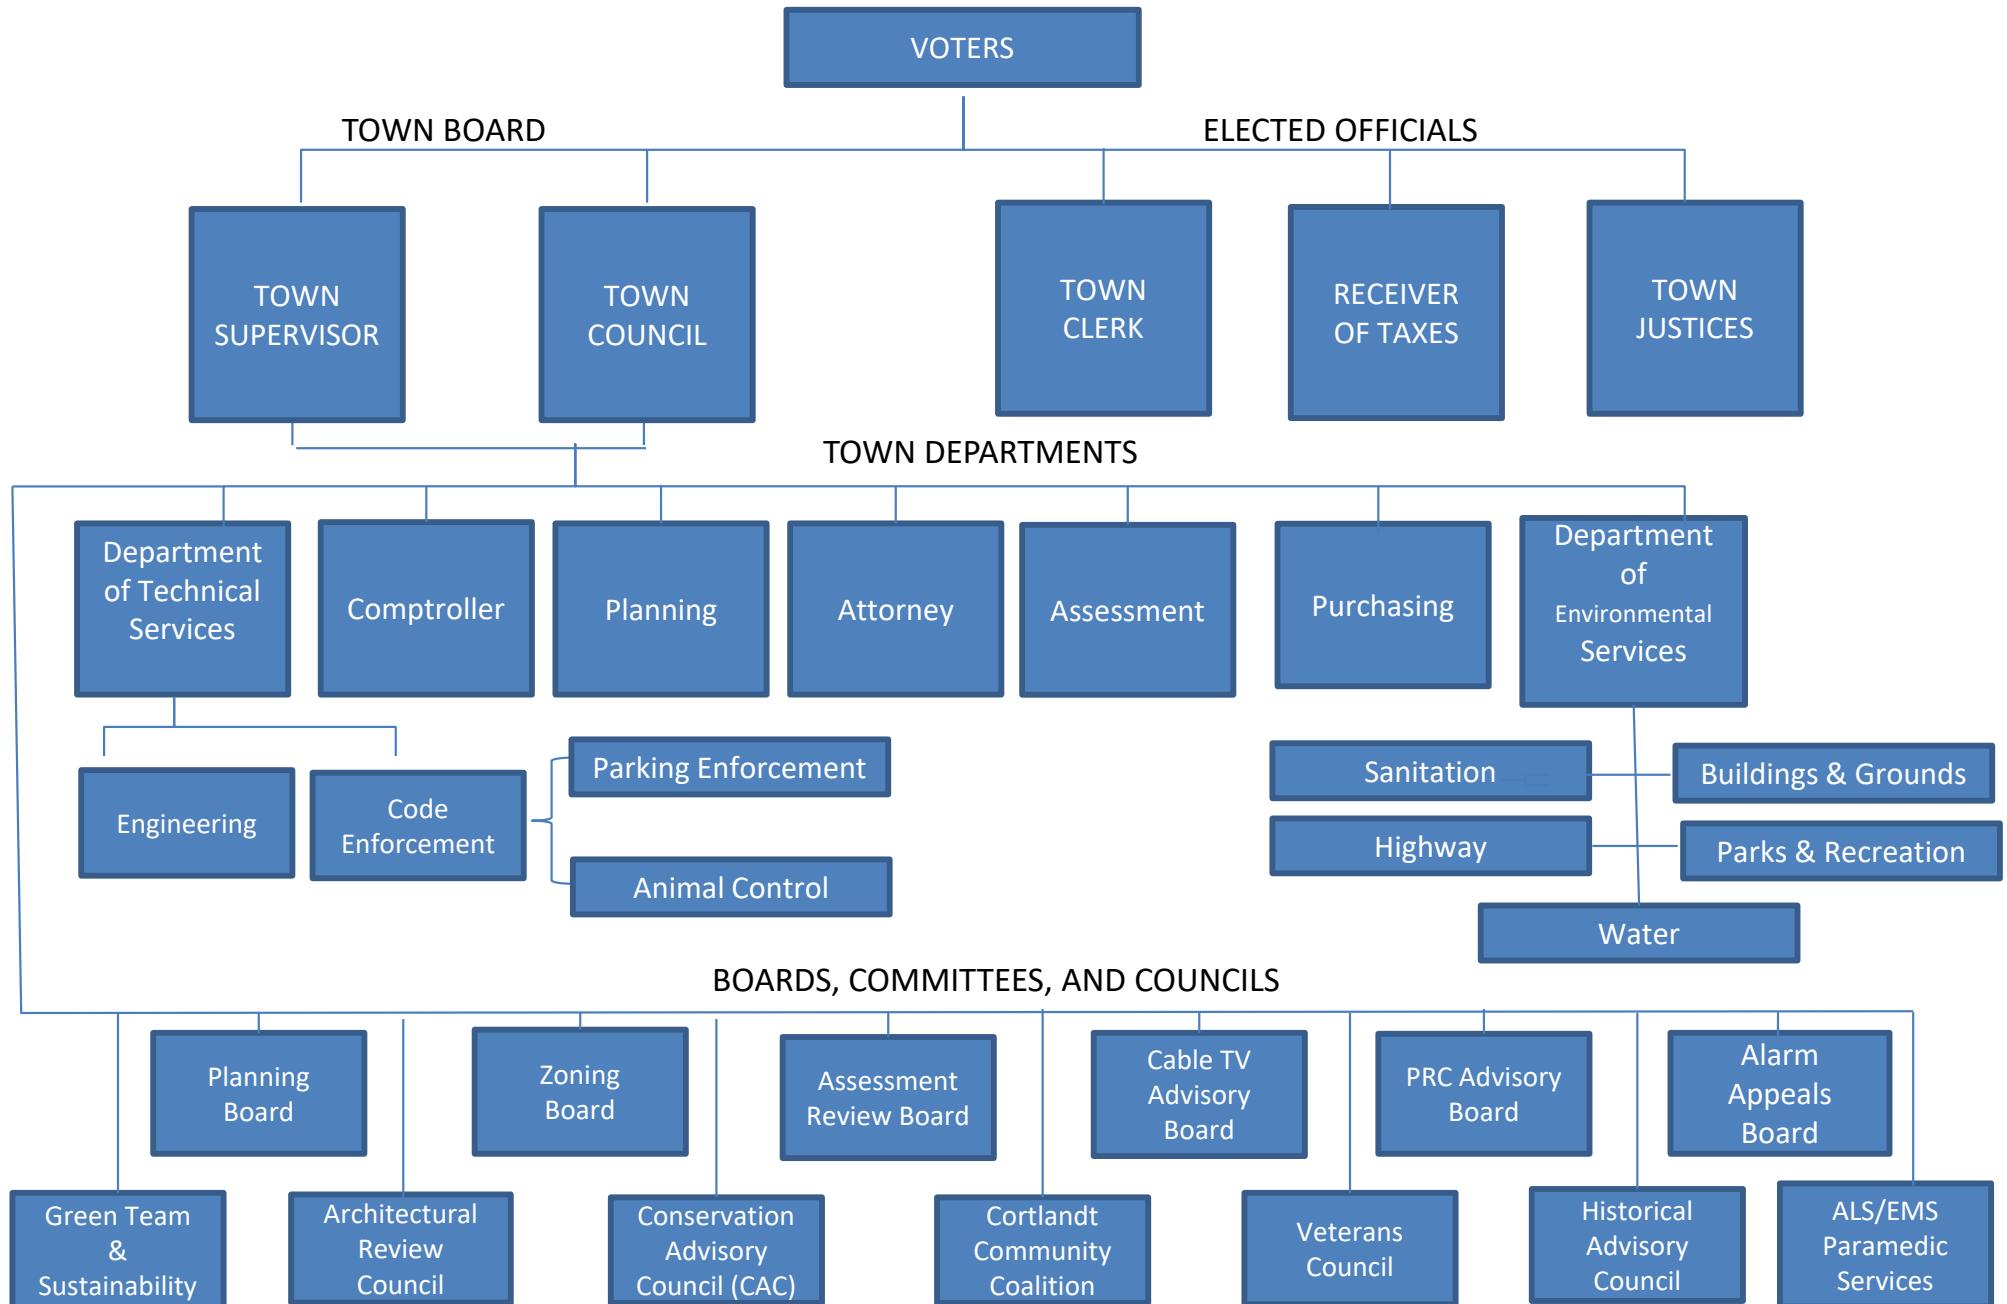 VOTERS
TOWN BOARD
ELECTED OFFICIALS
TOWN
SUPERVISOR
TOWN
COUNCIL
TOWN
CLERK
RECEIVER
OF TAXES
TOWN
JUSTICES
TOWN DEPARTMENTS
Department
of Technical
Services
Comptroller
Planning
Attorney
Assessment
Purchasing
Department
of
Environmental
Services
Engineering
Code
Enforcement
Parking Enforcement
Animal Control
Sanitation
Buildings & Grounds
Highway
Parks & Recreation
Water
BOARDS, COMMITTEES, AND COUNCILS
Planning
Board
Zoning
Board
Assessment
Review Board
Cable TV
Advisory
Board
PRC Advisory
Board
Alarm
Appeals
Board
Green Team
&
Sustainability
Architectural
Review
Council
Conservation
Advisory
Council (CAC)
Cortlandt
Community
Coalition
Veterans
Council
Historical
Advisory
Council
ALS/EMS
Paramedic
Services